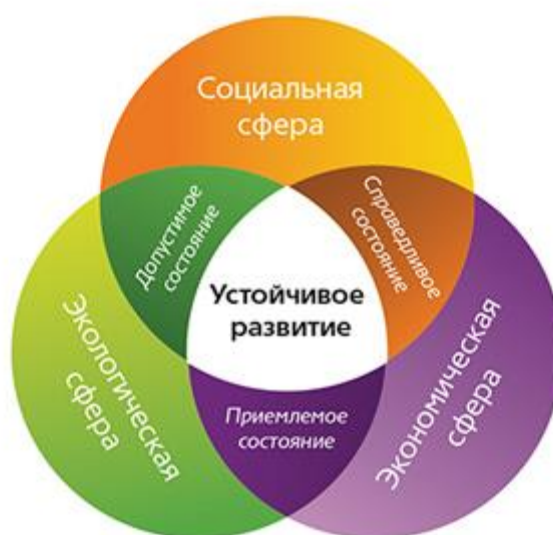 Социальная
сфера
Допустимое
состояние
Справедливое
состояние
Устойчивое
развитие
Экологическая
сфера
Приемлемое
состояние
Экономическая
сфера